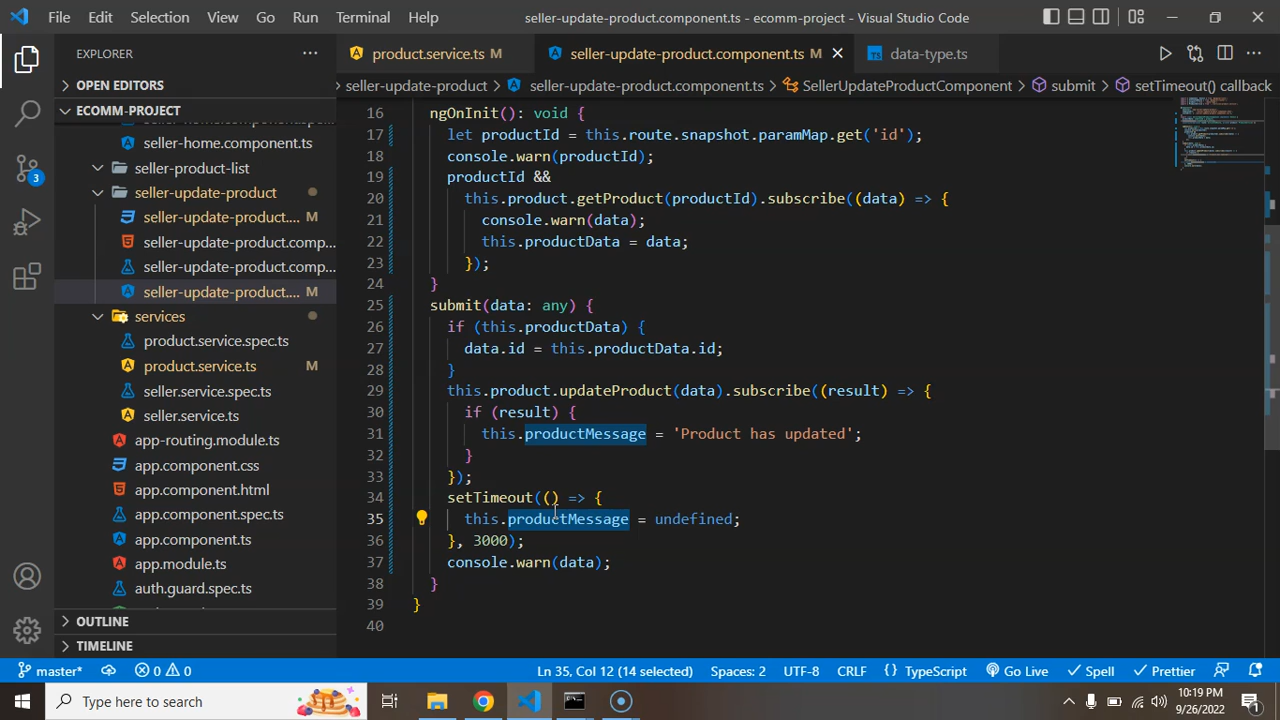 File Edit Selection View Go Run Terminal Help seller-update-product.component.ts - ecomm-project - Visual Studio Code
EXPLORER
product.service.ts M seller-update-product.component.ts M data-type.ts
OPEN EDITORS
seller-update-product > seller-update-product.component.ts > SellerUpdateProductComponent > submit > setTimeout() callback
ECOMM-PROJECT
seller-home.component.ts
seller-product-list
seller-update-product
seller-update-product.... M
seller-update-product.comp...
seller-update-product.comp...
seller-update-product.... M
services
product.service.spec.ts
product.service.ts M
seller.service.spec.ts
seller.service.ts
app-routing.module.ts
app.component.css
app.component.html
app.component.spec.ts
app.component.ts
app.module.ts
auth.guard.spec.ts
OUTLINE
TIMELINE
3
16 ngOnInit(): void {
17 let productId = this.route.snapshot.paramMap.get('id');
18 console.warn(productId);
19 productId &&
20 this.product.getProduct(productId).subscribe((data) => {
21 console.warn(data);
22 this.productData = data;
23 });
24 }
25 submit(data: any) {
26 if (this.productData) {
27 data.id = this.productData.id;
28 }
29 this.product.updateProduct(data).subscribe((result) => {
30 if (result) {
31 this.productMessage = 'Product has updated';
32 }
33 });
34 setTimeout(() => {
35 this.productMessage = undefined;
36 }, 3000);
37 console.warn(data);
38 }
39 }
40
master* 0 0 Ln 35, Col 12 (14 selected) Spaces: 2 UTF-8 CRLF { } TypeScript Go Live Spell Prettier
Type here to search
10:19 PM
9/26/2022
1